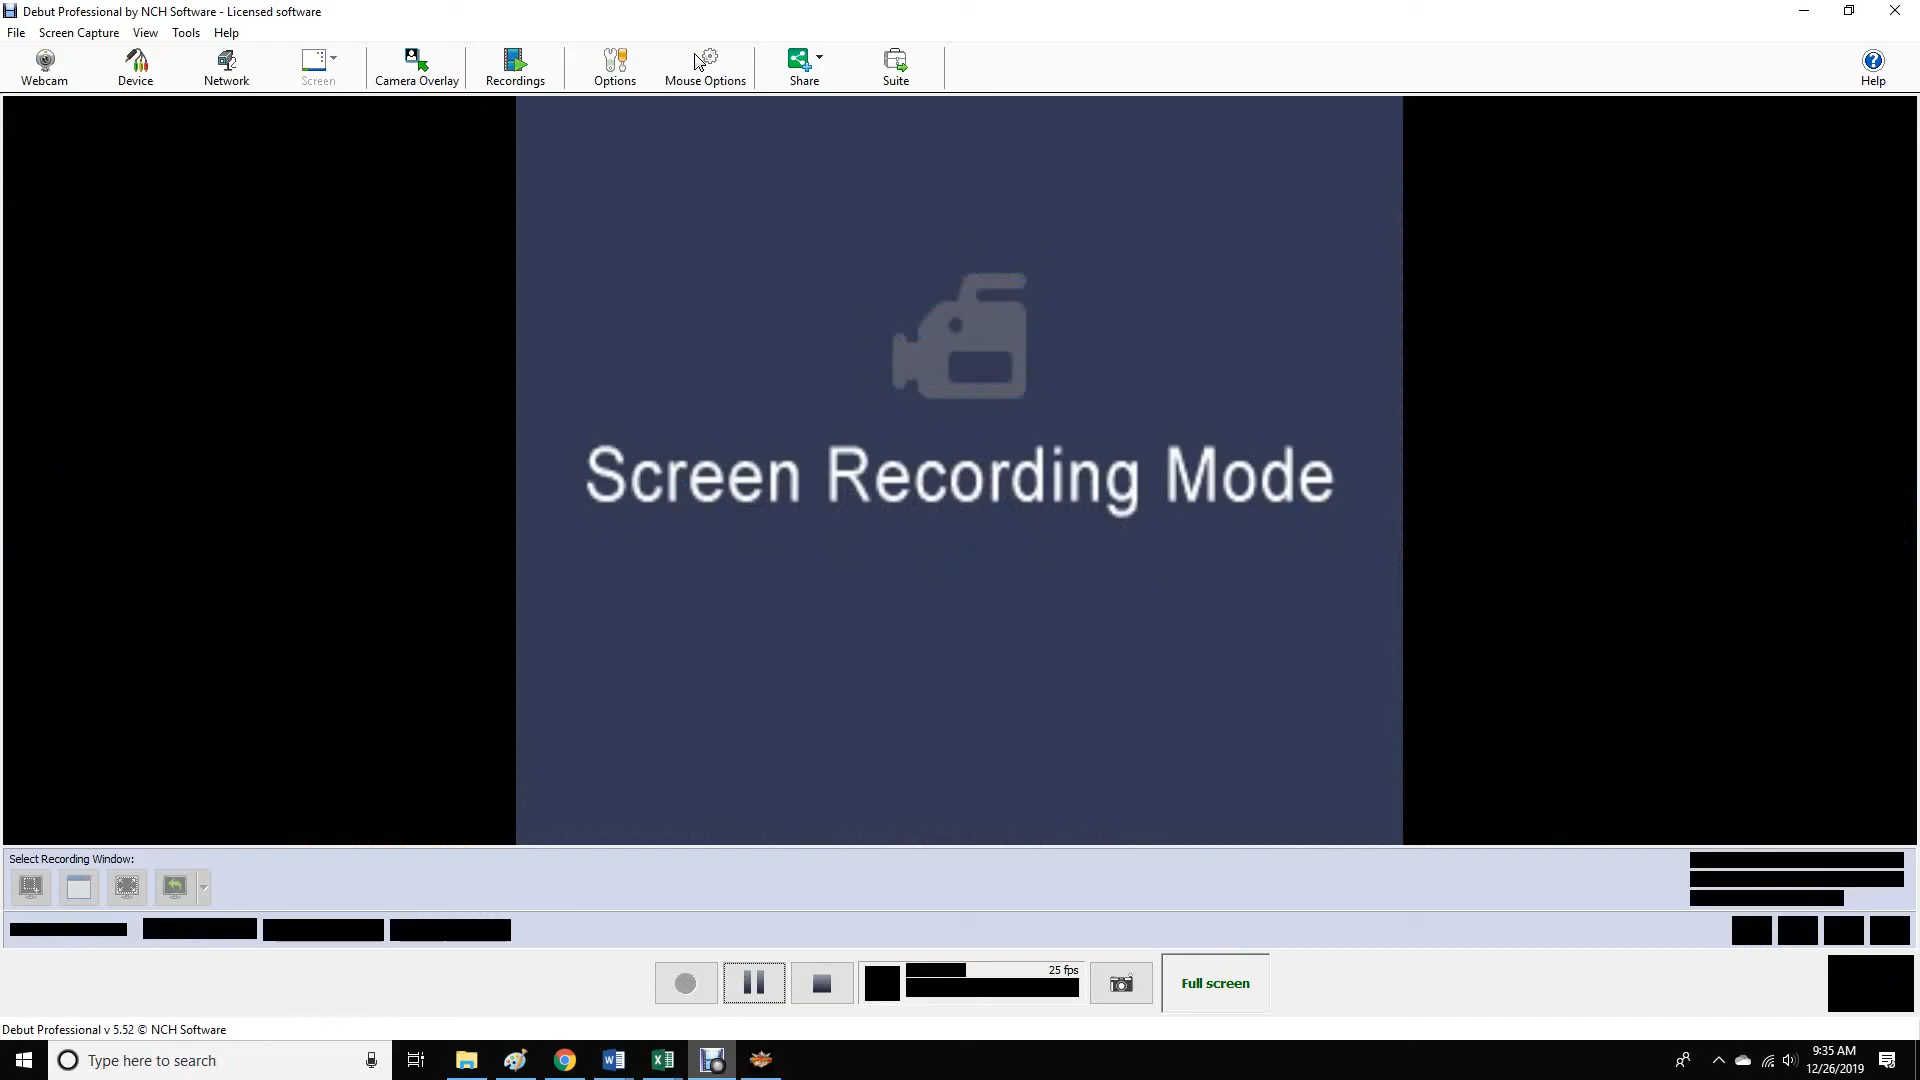 Debut Professional by NCH Software - Licensed software
File Screen Capture View Tools Help
Webcam Device Network Screen Camera Overlay Recordings Options Mouse Options Share Suite Help
Screen Recording Mode
Select Recording Window:
25 fps
Full screen
Debut Professional v 5.52 © NCH Software
Type here to search
9:35 AM
12/26/2019